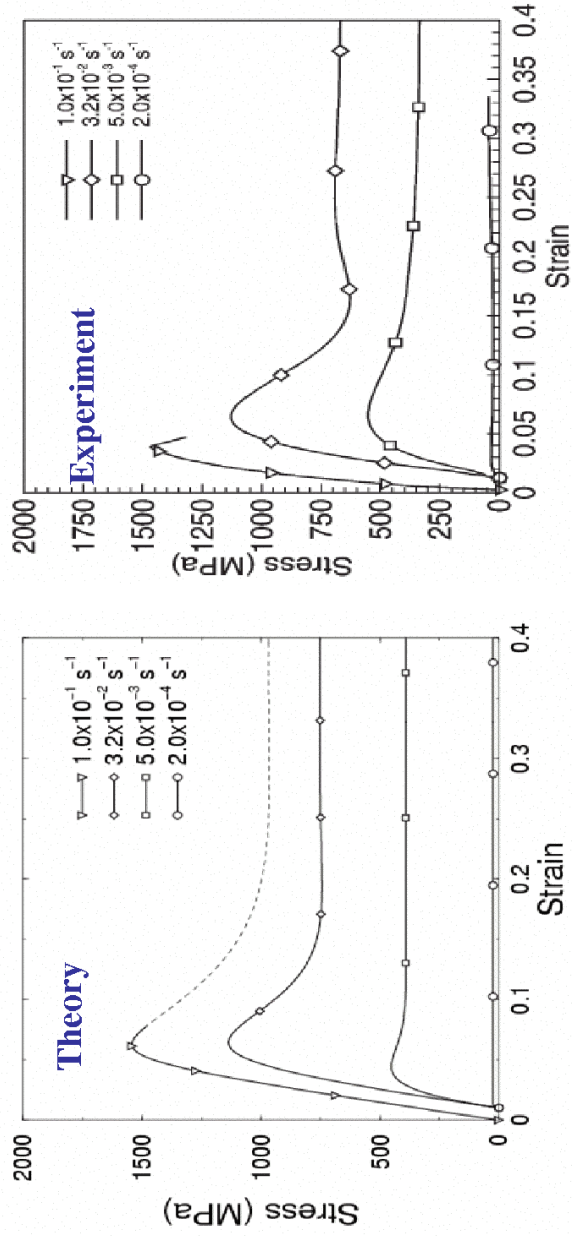 Theory
2000
1500
1000
500
0
Stress (MPa)
0
0.1
0.2
0.3
0.4
Strain
1.0x10⁻¹ s⁻¹
3.2x10⁻² s⁻¹
5.0x10⁻³ s⁻¹
2.0x10⁻⁴ s⁻¹
Experiment
2000
1750
1500
1250
1000
750
500
250
0
Stress (MPa)
0
0.05
0.1
0.15
0.2
0.25
0.3
0.4
Strain
1.0x10⁻¹ s⁻¹
3.2x10⁻² s⁻¹
5.0x10⁻³ s⁻¹
2.0x10⁻⁴ s⁻¹